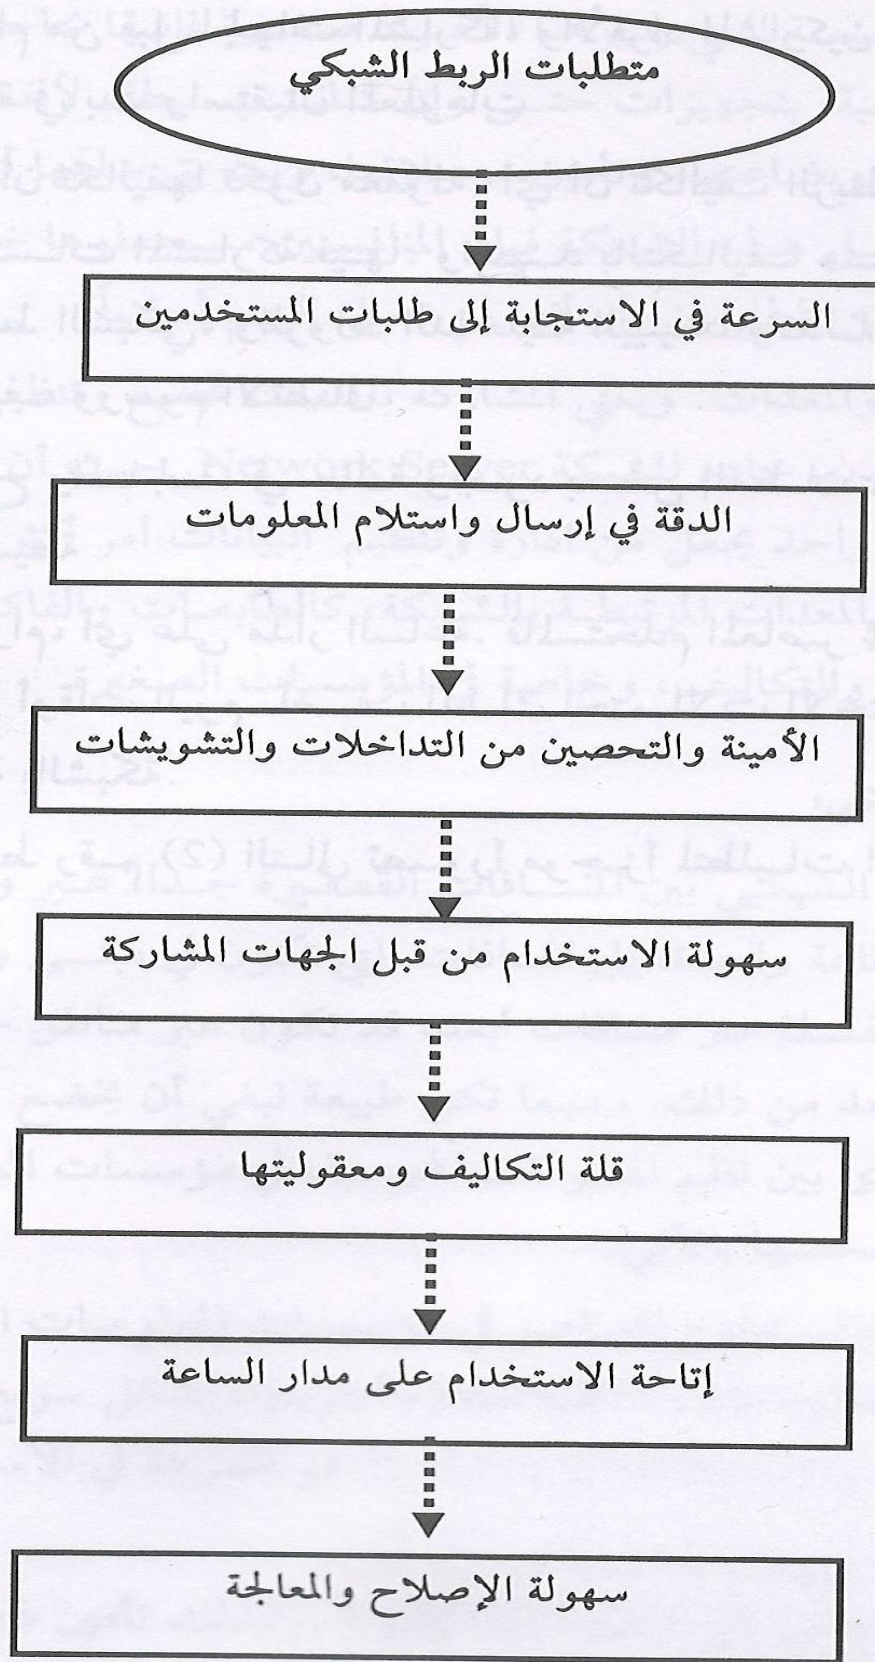 متطلبات الربط الشبكي
السرعة في الاستجابة إلى طلبات المستخدمين
الدقة في إرسال واستلام المعلومات
الأمينة والتحصين من التداخلات والتشويشات
سهولة الاستخدام من قبل الجهات المشاركة
قلة التكاليف ومعقوليتها
إتاحة الاستخدام على مدار الساعة
سهولة الإصلاح والمعالجة